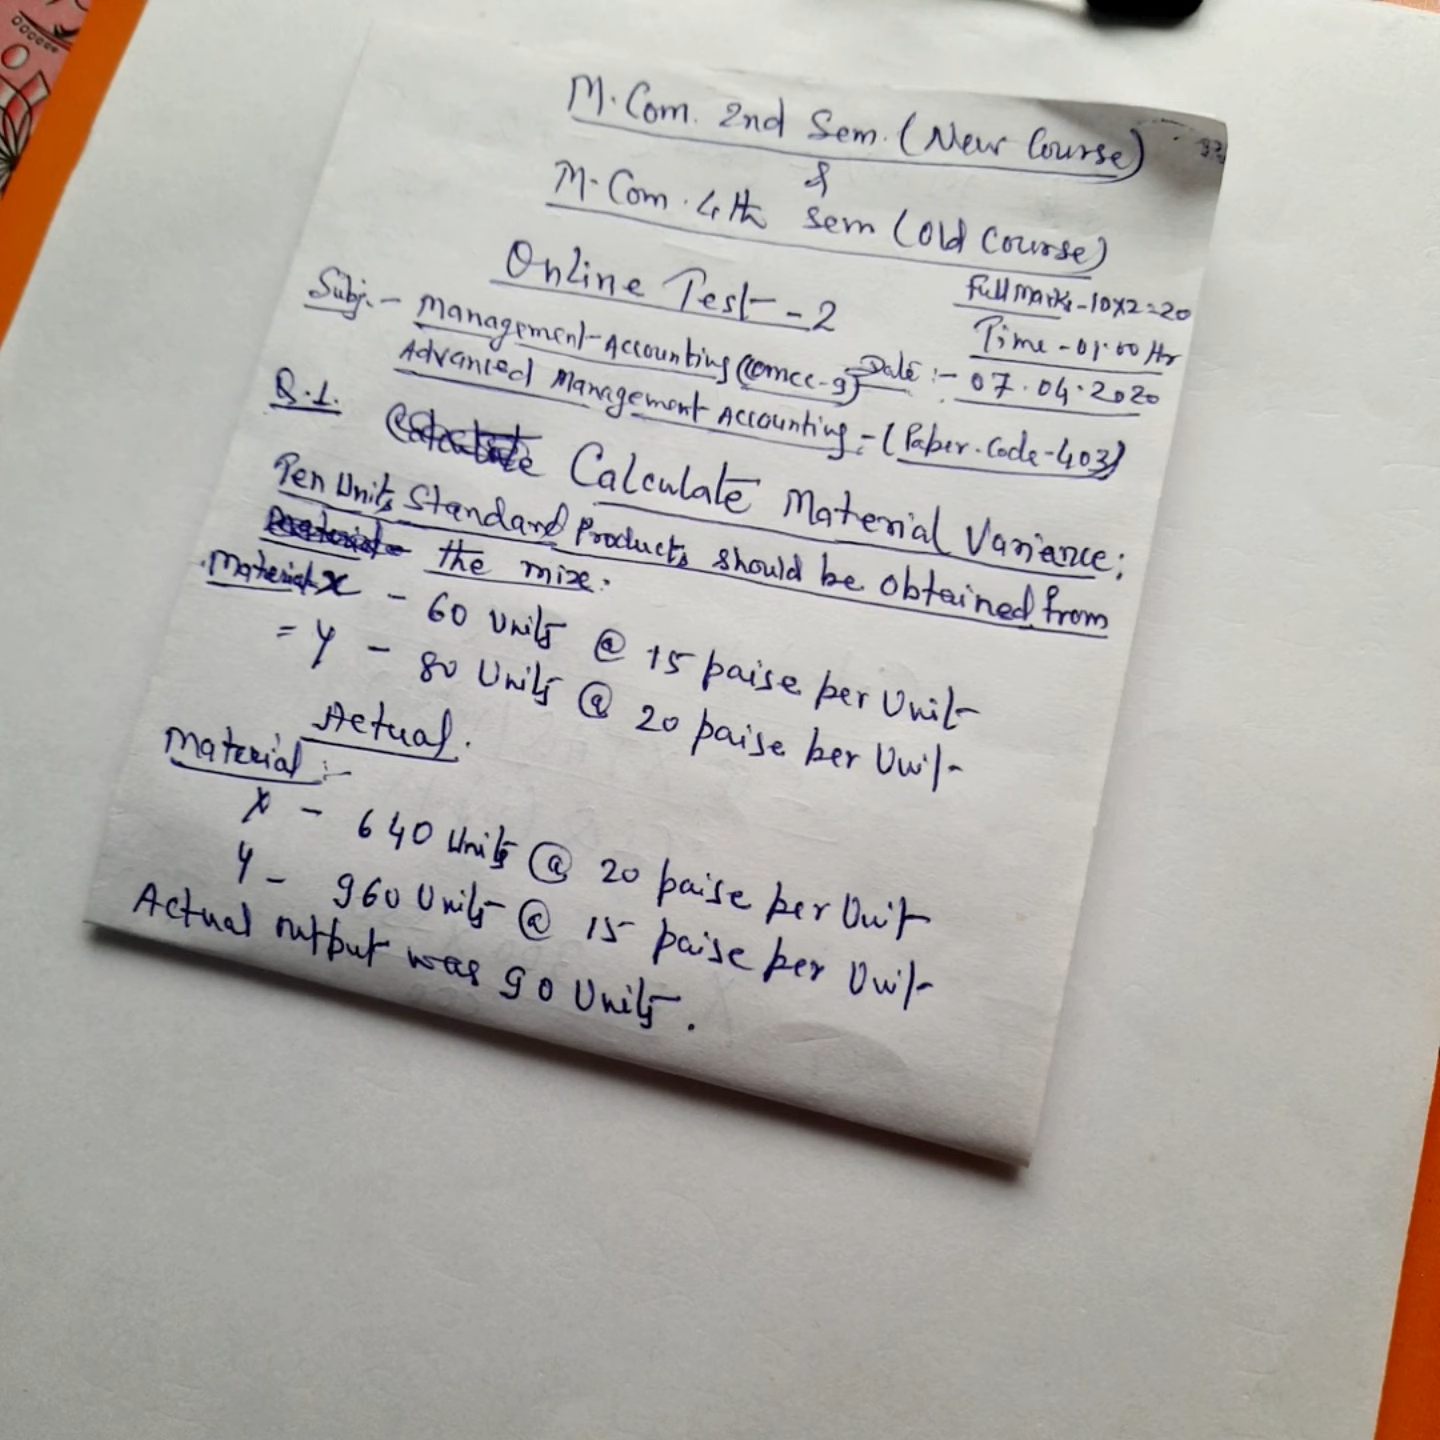 M.Com. 2nd Sem. (New Course)
&
M.Com. 4th Sem (Old Course)
Online Test - 2
Full Marks - 10x2=20
Time - 01:00 Hr
Subj. - Management Accounting (COMCC-9) Date :- 07.04.2020
Advanced Management Accounting - (Paper Code-403)
Q.1. Calculate Material Variance:
Ten Units Standard Products should be obtained from
the mix:
Material X - 60 Units @ 15 paise per Unit
= Y - 80 Units @ 20 paise per Unit
Actual.
Material :-
X - 640 Units @ 20 paise per Unit
Y - 960 Units @ 15 paise per Unit
Actual output was 90 Units.